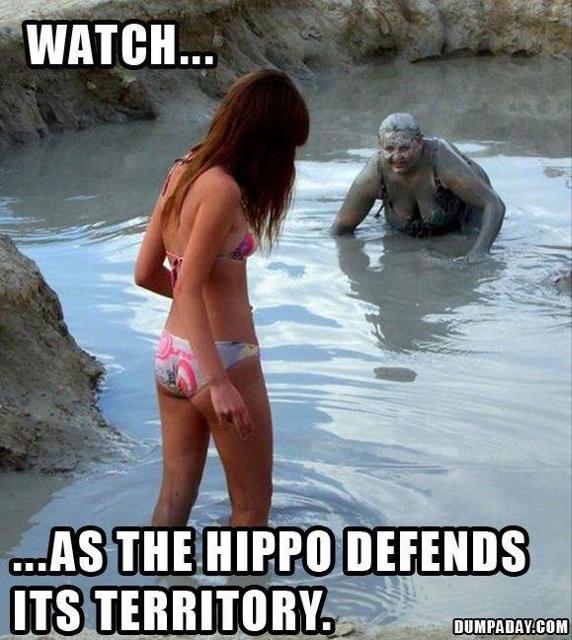 WATCH...
...AS THE HIPPO DEFENDS
ITS TERRITORY.
DUMPADAY.COM